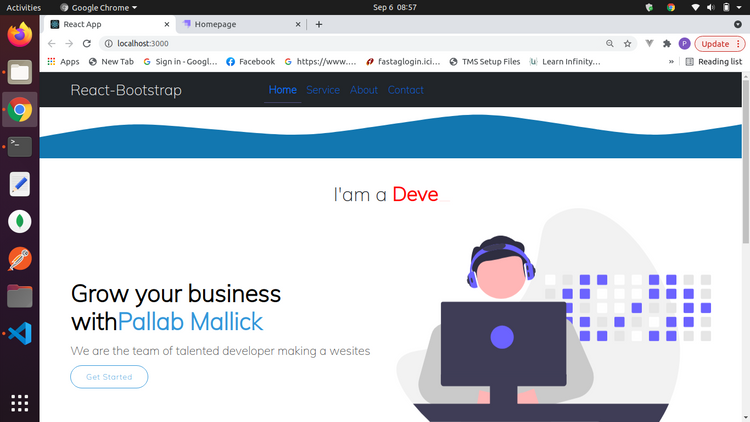 Activities Google Chrome Sep 6 08:57
React App Homepage
localhost:3000 P Update
Apps New Tab G Sign in - Googl... Facebook G https://www.... fastaglogin.ici... TMS Setup Files Learn Infinity... » Reading list
React-Bootstrap Home Service About Contact
I'am a Deve
Grow your business
withPallab Mallick
We are the team of talented developer making a wesites
Get Started